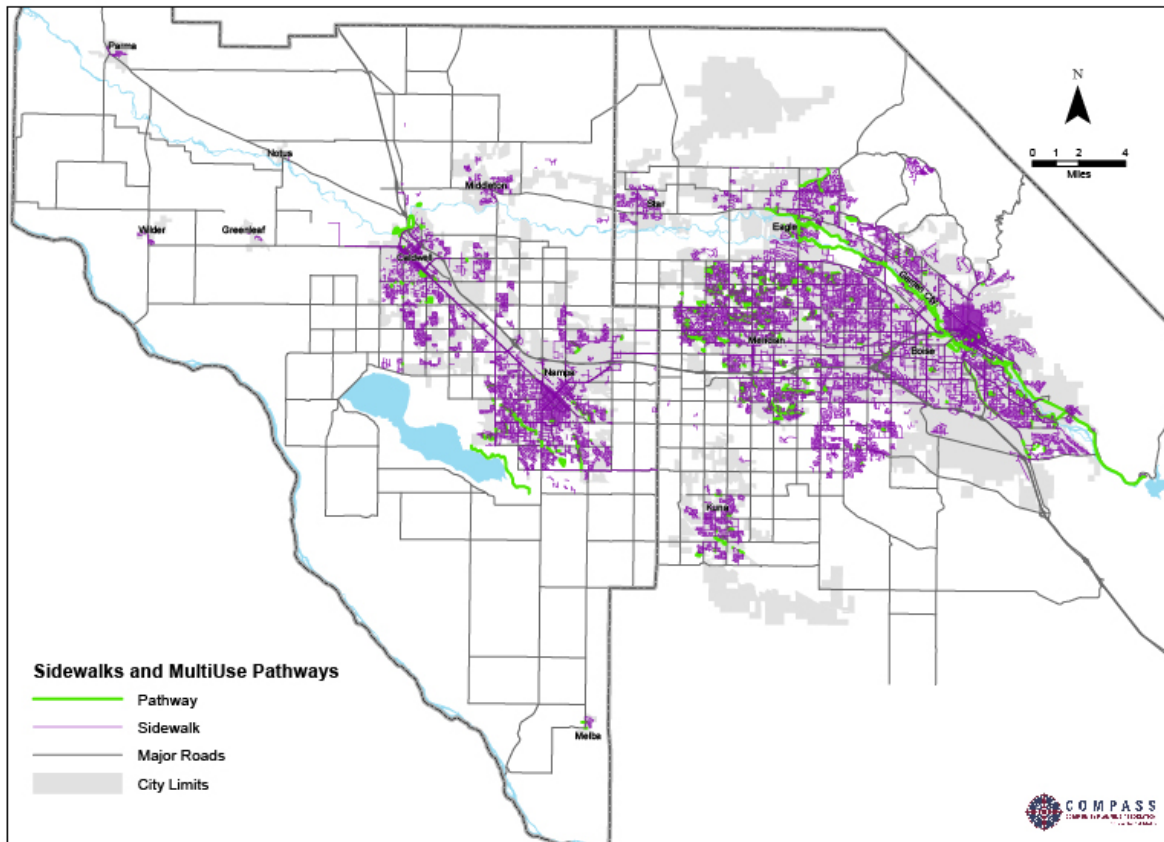 Parma
N
0 1 2 4
Miles
Notus
Middleton
Star
Wilder
Greenleaf
Eagle
Caldwell
Garden City
Meridian
Boise
Nampa
Kuna
Melba
Sidewalks and MultiUse Pathways
Pathway
Sidewalk
Major Roads
City Limits
COMPASS